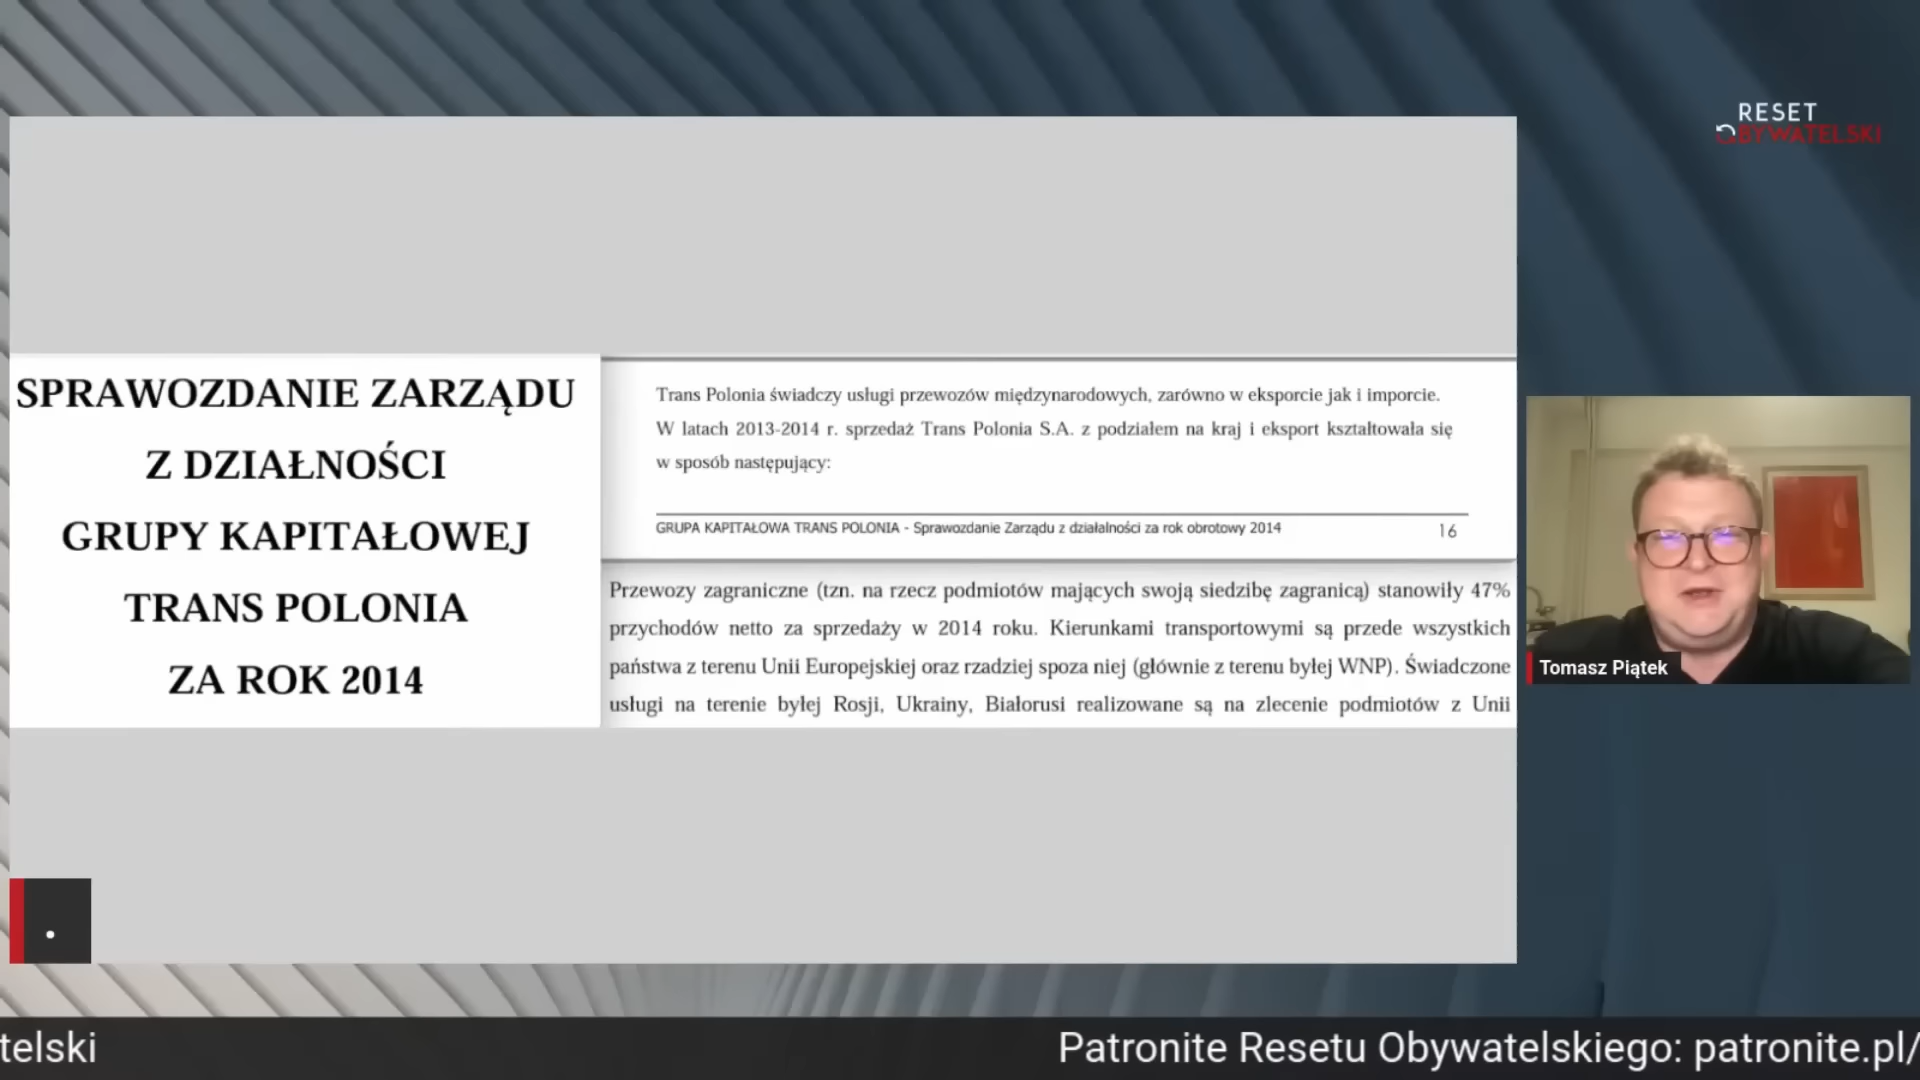 RESET
OBYWATELSKI
SPRAWOZDANIE ZARZĄDU
Z DZIAŁNOŚCI
GRUPY KAPITAŁOWEJ
TRANS POLONIA
ZA ROK 2014
Trans Polonia świadczy usługi przewozów międzynarodowych, zarówno w eksporcie jak i imporcie.
W latach 2013-2014 r. sprzedaż Trans Polonia S.A. z podziałem na kraj i eksport kształtowała się
w sposób następujący:
GRUPA KAPITAŁOWA TRANS POLONIA - Sprawozdanie Zarządu z działalności za rok obrotowy 2014
16
Przewozy zagraniczne (tzn. na rzecz podmiotów mających swoją siedzibę zagranicą) stanowiły 47%
przychodów netto za sprzedaży w 2014 roku. Kierunkami transportowymi są przede wszystkich
państwa z terenu Unii Europejskiej oraz rzadziej spoza niej (głównie z terenu byłej WNP). Świadczone
usługi na terenie byłej Rosji, Ukrainy, Białorusi realizowane są na zlecenie podmiotów z Unii
Tomasz Piątek
.
telski
Patronite Resetu Obywatelskiego: patronite.pl/